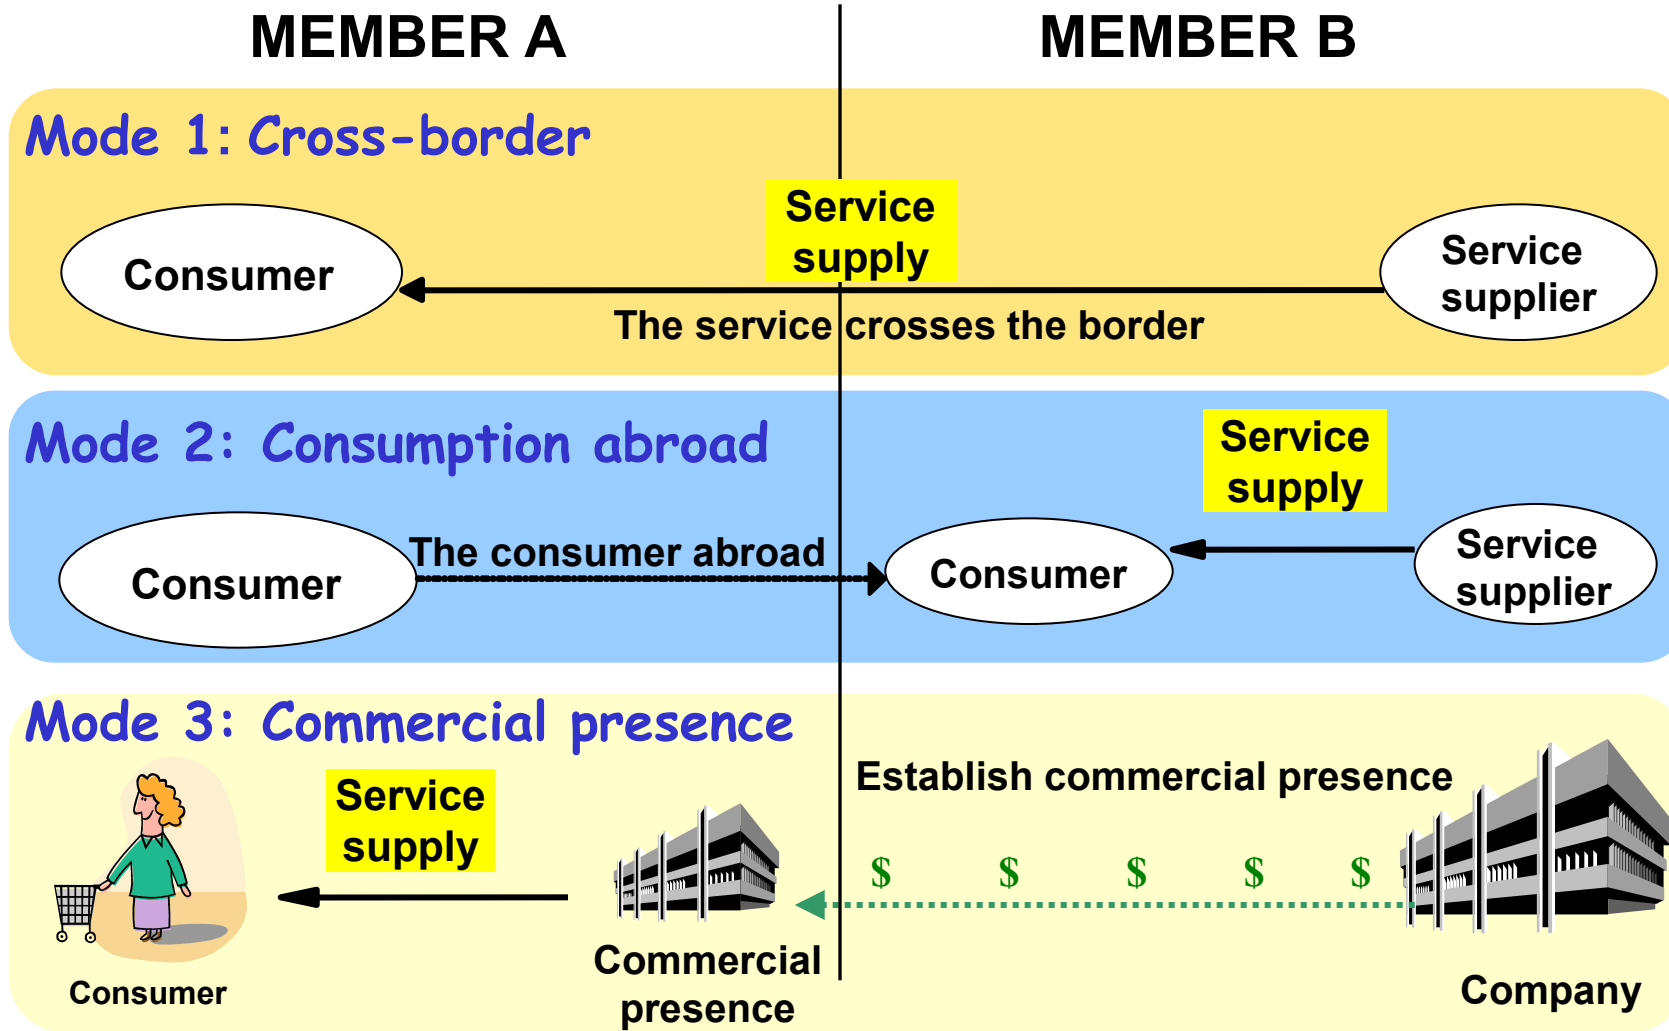 MEMBER A
MEMBER B
Mode 1: Cross-border
Service
supply
Consumer
Service
supplier
The service crosses the border
Mode 2: Consumption abroad
Service
supply
The consumer abroad
Consumer
Consumer
Service
supplier
Mode 3: Commercial presence
Service
supply
Establish commercial presence
$ $ $ $ $
Consumer
Commercial
presence
Company